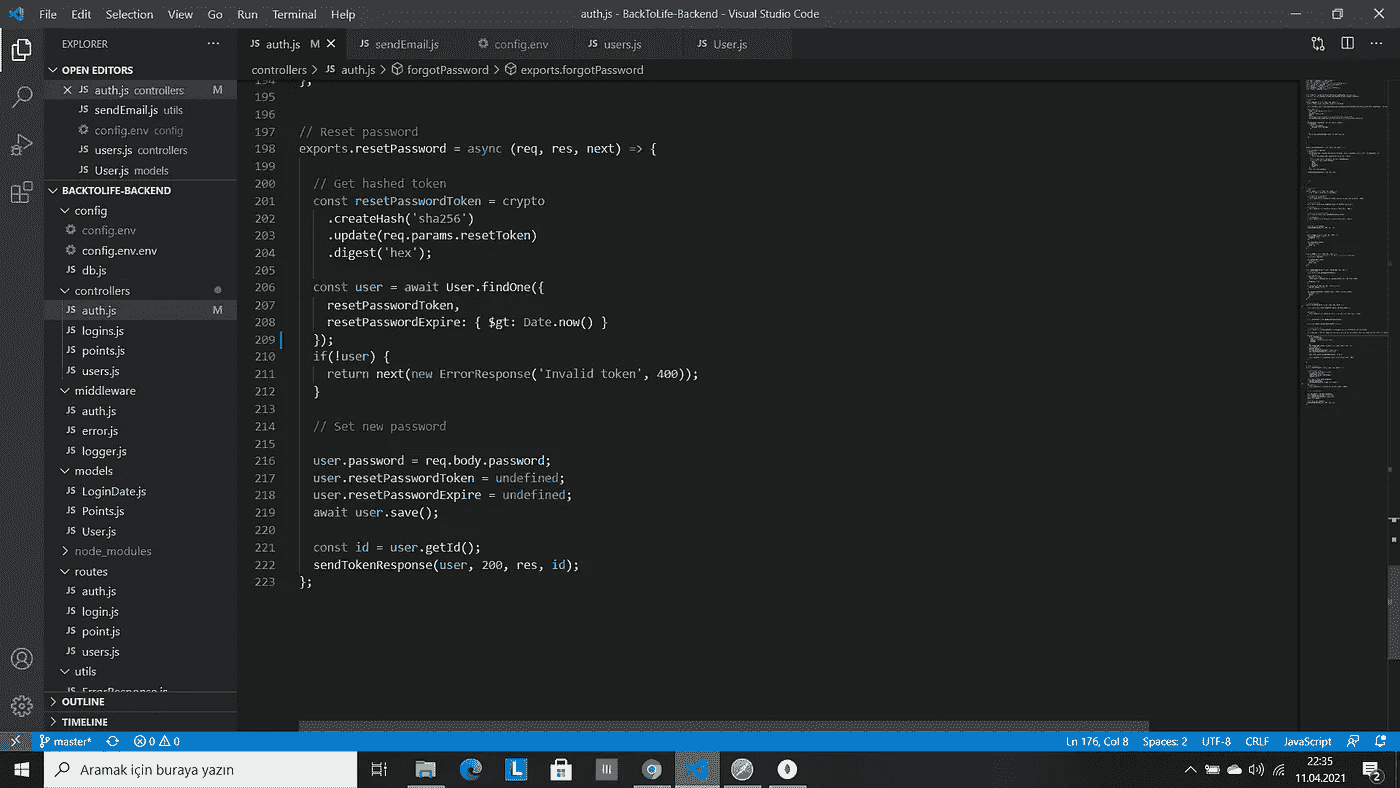 File Edit Selection View Go Run Terminal Help
auth.js - BackToLife-Backend - Visual Studio Code
EXPLORER
OPEN EDITORS
JS auth.js controllers M
JS sendEmail.js utils
config.env config
JS users.js controllers
JS User.js models
BACKTOLIFE-BACKEND
config
config.env
config.env.env
JS db.js
controllers
JS auth.js M
JS logins.js
JS points.js
JS users.js
middleware
JS auth.js
JS error.js
JS logger.js
models
JS LoginDate.js
JS Points.js
JS User.js
node_modules
routes
JS auth.js
JS login.js
JS point.js
JS users.js
utils
JS ErrorResponse.js
OUTLINE
TIMELINE
JS auth.js M
JS sendEmail.js
config.env
JS users.js
JS User.js
controllers > JS auth.js > forgotPassword > exports.forgotPassword
194 };
195
196
197 // Reset password
198 exports.resetPassword = async (req, res, next) => {
199
200 // Get hashed token
201 const resetPasswordToken = crypto
202 .createHash('sha256')
203 .update(req.params.resetToken)
204 .digest('hex');
205
206 const user = await User.findOne({
207 resetPasswordToken,
208 resetPasswordExpire: { $gt: Date.now() }
209 });
210 if(!user) {
211 return next(new ErrorResponse('Invalid token', 400));
212 }
213
214 // Set new password
215
216 user.password = req.body.password;
217 user.resetPasswordToken = undefined;
218 user.resetPasswordExpire = undefined;
219 await user.save();
220
221 const id = user.getId();
222 sendTokenResponse(user, 200, res, id);
223 };
master* 0 0
Ln 176, Col 8 Spaces: 2 UTF-8 CRLF JavaScript
Aramak için buraya yazın
L
22:35
11.04.2021
2